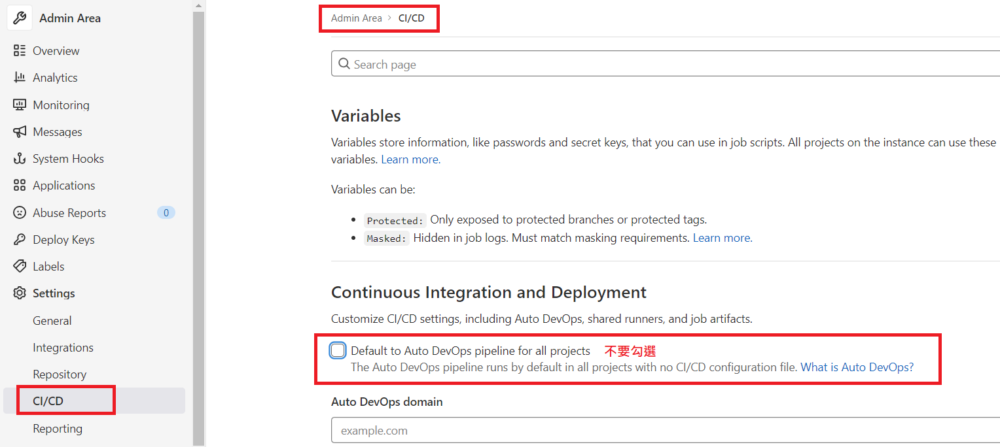 Admin Area
Overview
Analytics
Monitoring
Messages
System Hooks
Applications
Abuse Reports 0
Deploy Keys
Labels
Settings
General
Integrations
Repository
CI/CD
Reporting
Admin Area › CI/CD
Search page
Variables
Variables store information, like passwords and secret keys, that you can use in job scripts. All projects on the instance can use these
variables. Learn more.
Variables can be:
• Protected: Only exposed to protected branches or protected tags.
• Masked: Hidden in job logs. Must match masking requirements. Learn more.
Continuous Integration and Deployment
Customize CI/CD settings, including Auto DevOps, shared runners, and job artifacts.
Default to Auto DevOps pipeline for all projects 不要勾選
The Auto DevOps pipeline runs by default in all projects with no CI/CD configuration file. What is Auto DevOps?
Auto DevOps domain
example.com